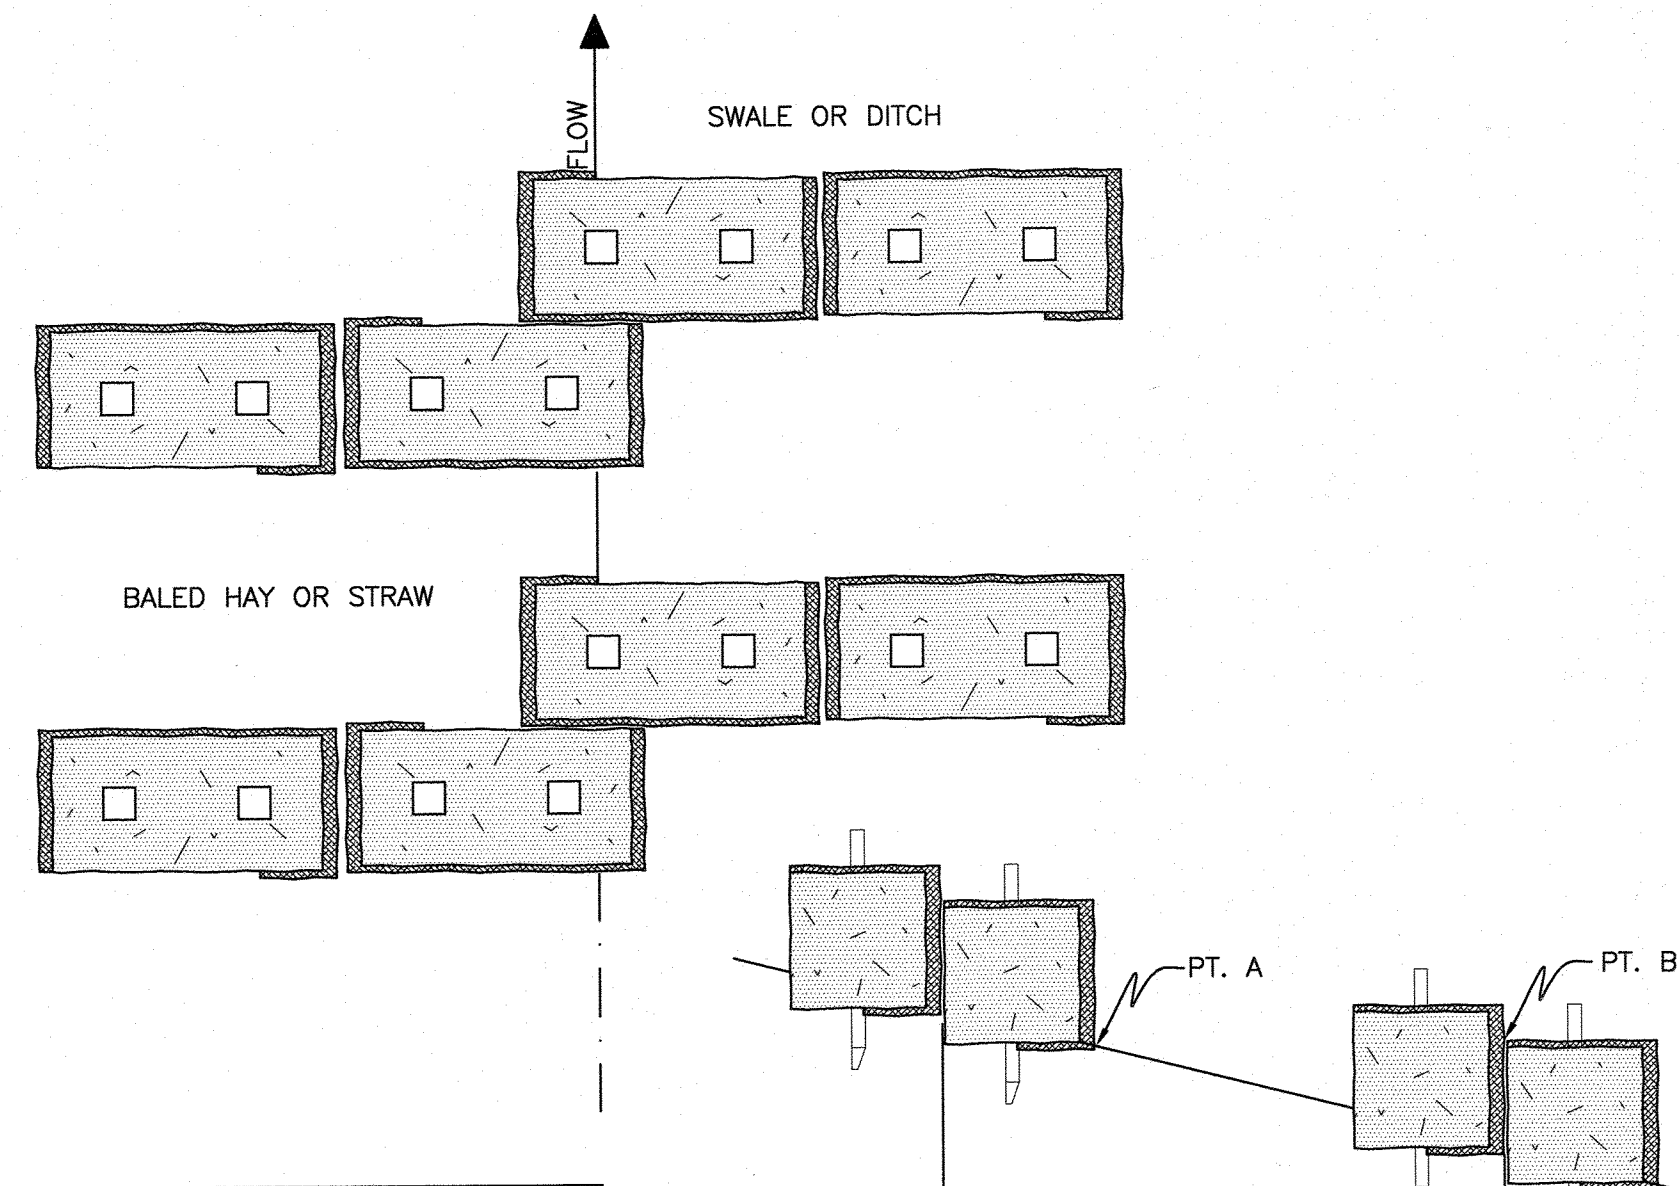 FLOW
SWALE OR DITCH
BALED HAY OR STRAW
PT. A
PT. B